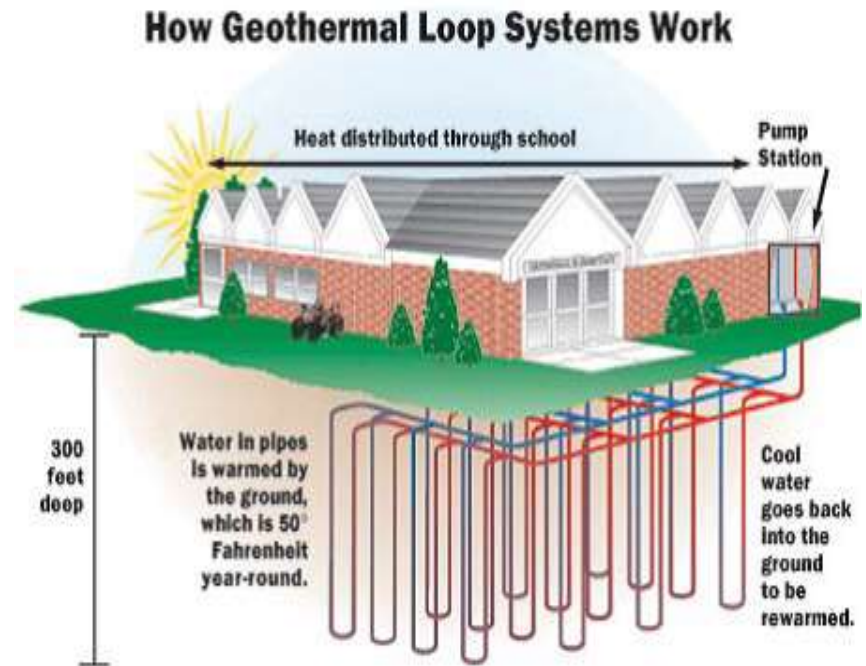 How Geothermal Loop Systems Work
Heat distributed through school
Pump
Station
300
feet
deep
Water in pipes
is warmed by
the ground,
which is 50°
Fahrenheit
year-round.
Cool
water
goes back
into the
ground
to be
rewarmed.